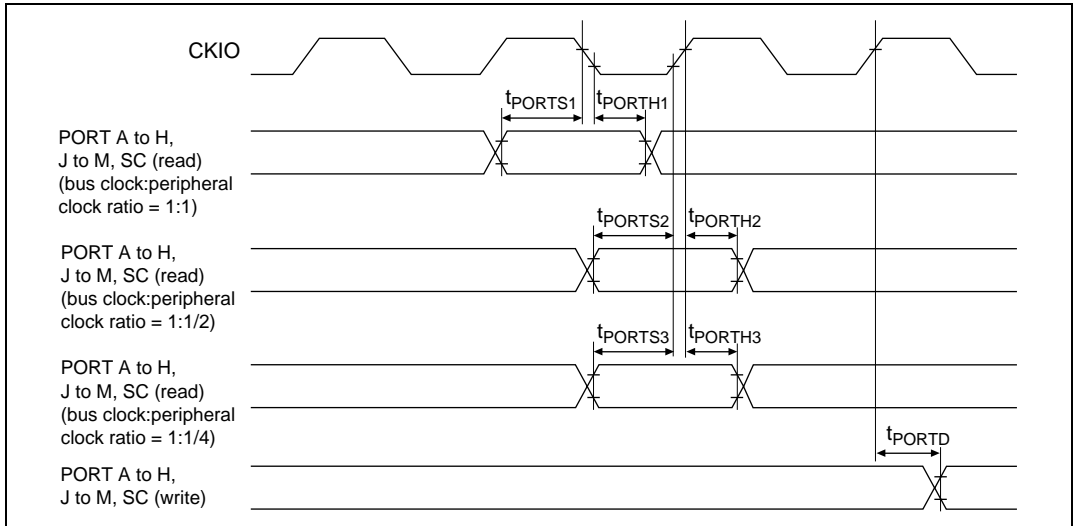 CKIO
tPORTS1
tPORTH1
PORT A to H,
J to M, SC (read)
(bus clock:peripheral
clock ratio = 1:1)
tPORTS2
tPORTH2
PORT A to H,
J to M, SC (read)
(bus clock:peripheral
clock ratio = 1:1/2)
tPORTS3
tPORTH3
PORT A to H,
J to M, SC (read)
(bus clock:peripheral
clock ratio = 1:1/4)
tPORTD
PORT A to H,
J to M, SC (write)